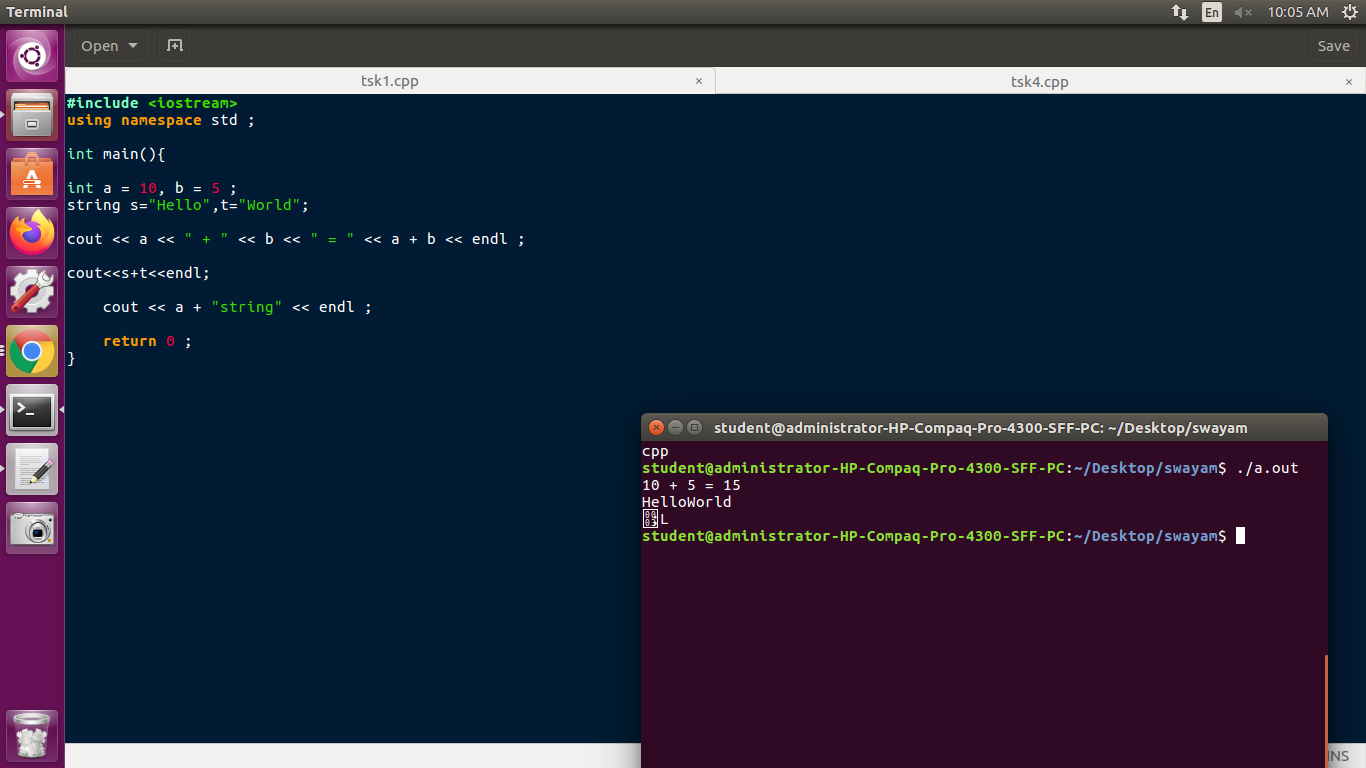 Terminal
En
10:05 AM
Open
Save
tsk1.cpp ×
tsk4.cpp ×
#include <iostream>
using namespace std ;
int main(){
int a = 10, b = 5 ;
string s="Hello",t="World";
cout << a << " + " << b << " = " << a + b << endl ;
cout<<s+t<<endl;
cout << a + "string" << endl ;
return 0 ;
}
student@administrator-HP-Compaq-Pro-4300-SFF-PC: ~/Desktop/swayam
cpp
student@administrator-HP-Compaq-Pro-4300-SFF-PC:~/Desktop/swayam$ ./a.out
10 + 5 = 15
HelloWorld
L
student@administrator-HP-Compaq-Pro-4300-SFF-PC:~/Desktop/swayam$